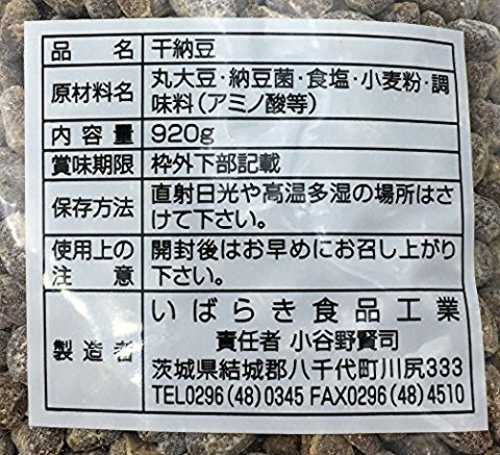 品名 干納豆
原材料名 丸大豆・納豆菌・食塩・小麦粉・調
味料（アミノ酸等）
内容量 920g
賞味期限 枠外下部記載
保存方法 直射日光や高温多湿の場所はさ
けて下さい。
使用上の注意 開封後はお早めにお召し上がり
下さい。
製造者 いばらき食品工業
責任者 小谷野賢司
茨城県結城郡八千代町川尻333
TEL0296(48)0345 FAX0296(48)4510